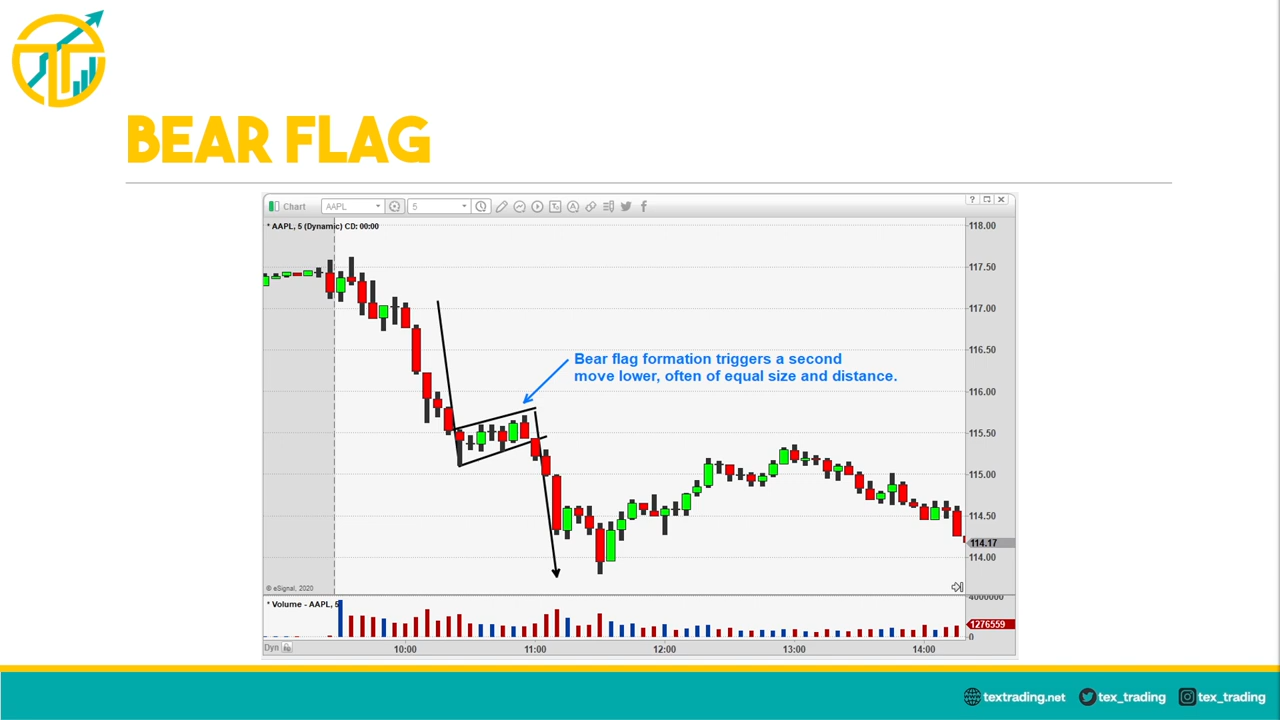 BEAR FLAG
Chart
AAPL
5
* AAPL, 5 (Dynamic) CD: 00:00
118.00
117.50
117.00
116.50
116.00
115.50
115.00
114.50
114.17
114.00
Bear flag formation triggers a second
move lower, often of equal size and distance.
© eSignal, 2020
* Volume - AAPL, 5
4000000
1276559
0
Dyn
10:00
11:00
12:00
13:00
14:00
textrading.net
tex_trading
tex_trading